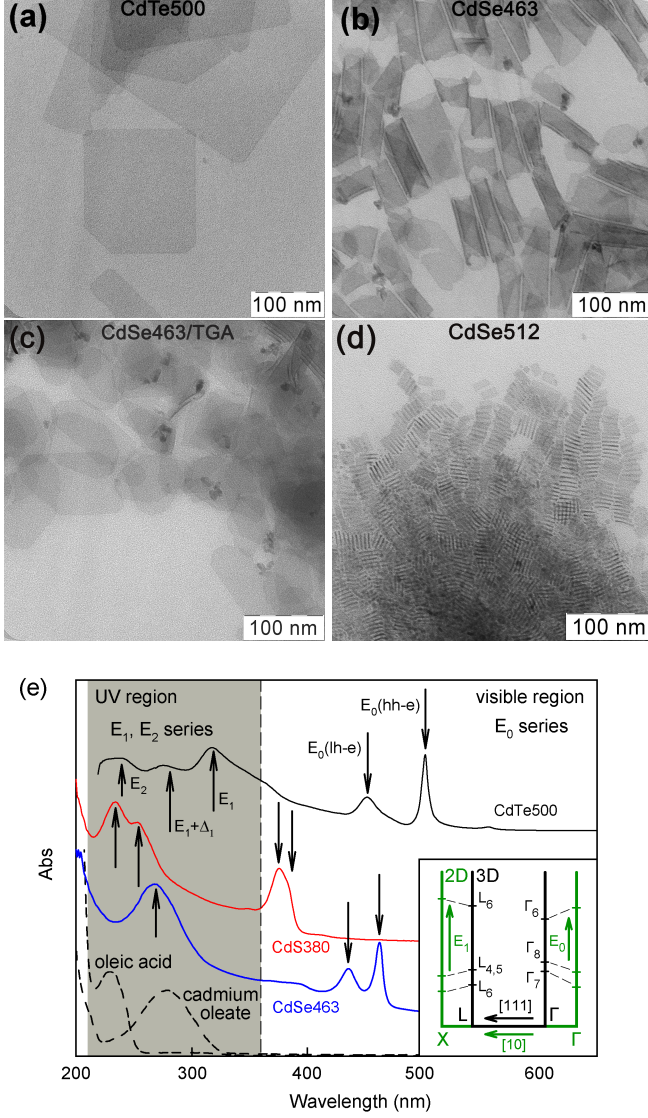 (a)
CdTe500
100 nm
(b)
CdSe463
100 nm
(c)
CdSe463/TGA
100 nm
(d)
CdSe512
100 nm
(e)
UV region
E1, E2 series
visible region
E0 series
E0(hh-e)
E0(lh-e)
E2
E1+Δ1
E1
CdTe500
CdS380
CdSe463
oleic acid
cadmium
oleate
2D
3D
L6
Γ6
E1
E0
L4,5
Γ8
L6
Γ7
L
[111]
Γ
X
[10]
Γ
Abs
200
300
400
500
600
Wavelength (nm)